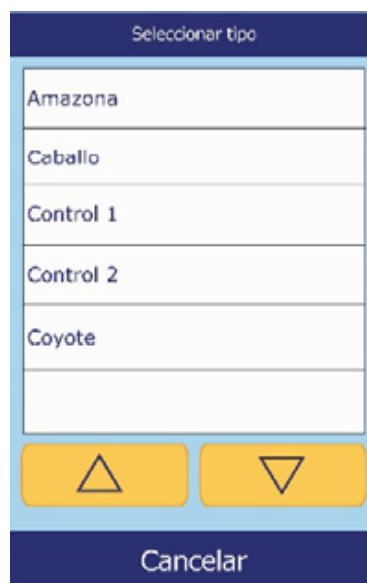 Seleccionar tipo
Amazona
Caballo
Control 1
Control 2
Coyote
Cancelar